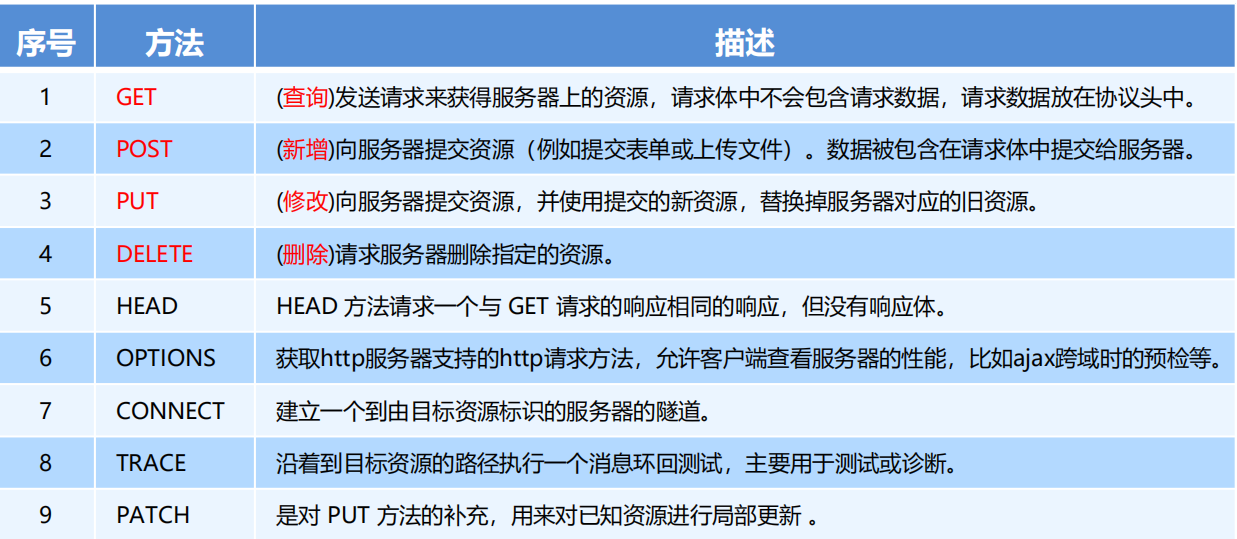 序号 方法 描述
1 GET (查询)发送请求来获得服务器上的资源，请求体中不会包含请求数据，请求数据放在协议头中。
2 POST (新增)向服务器提交资源（例如提交表单或上传文件）。数据被包含在请求体中提交给服务器。
3 PUT (修改)向服务器提交资源，并使用提交的新资源，替换掉服务器对应的旧资源。
4 DELETE (删除)请求服务器删除指定的资源。
5 HEAD HEAD 方法请求一个与 GET 请求的响应相同的响应，但没有响应体。
6 OPTIONS 获取http服务器支持的http请求方法，允许客户端查看服务器的性能，比如ajax跨域时的预检等。
7 CONNECT 建立一个到由目标资源标识的服务器的隧道。
8 TRACE 沿着到目标资源的路径执行一个消息环回测试，主要用于测试或诊断。
9 PATCH 是对 PUT 方法的补充，用来对已知资源进行局部更新 。